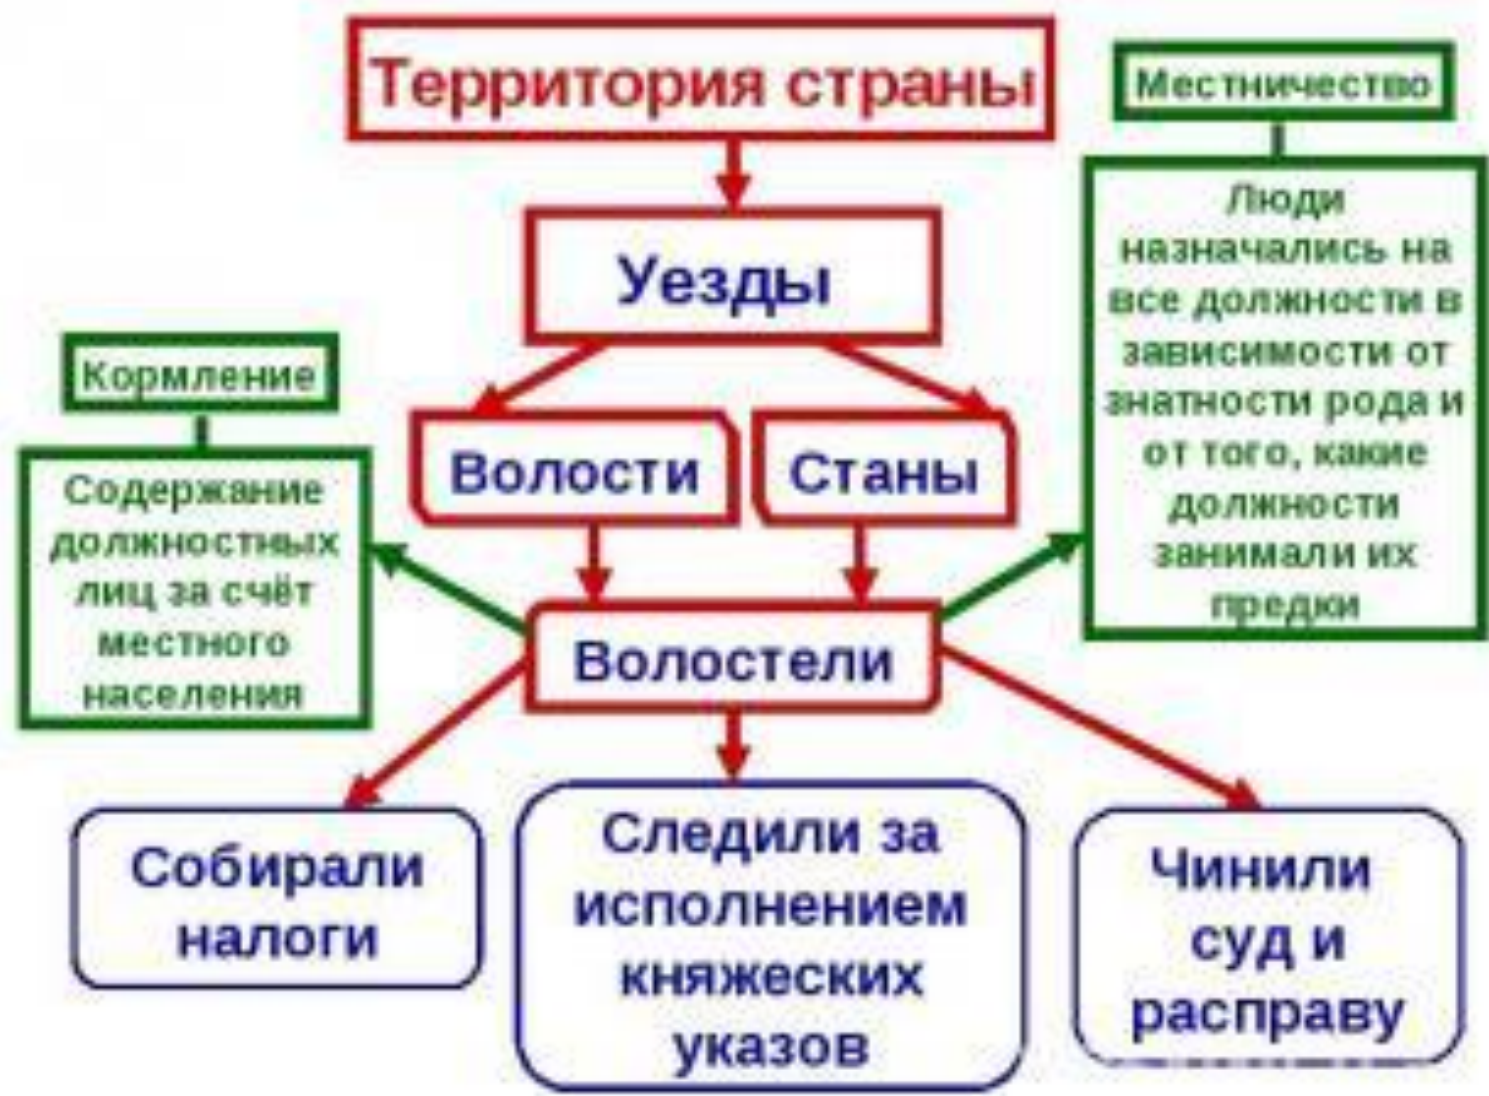 Территория страны
Местничество
Люди
назначались на
все должности в
зависимости от
знатности рода и
от того, какие
должности
занимали их
предки
Уезды
Кормление
Содержание
должностных
лиц за счёт
местного
населения
Волости
Станы
Волостели
Собирали
налоги
Следили за
исполнением
княжеских
указов
Чинили
суд и
расправу